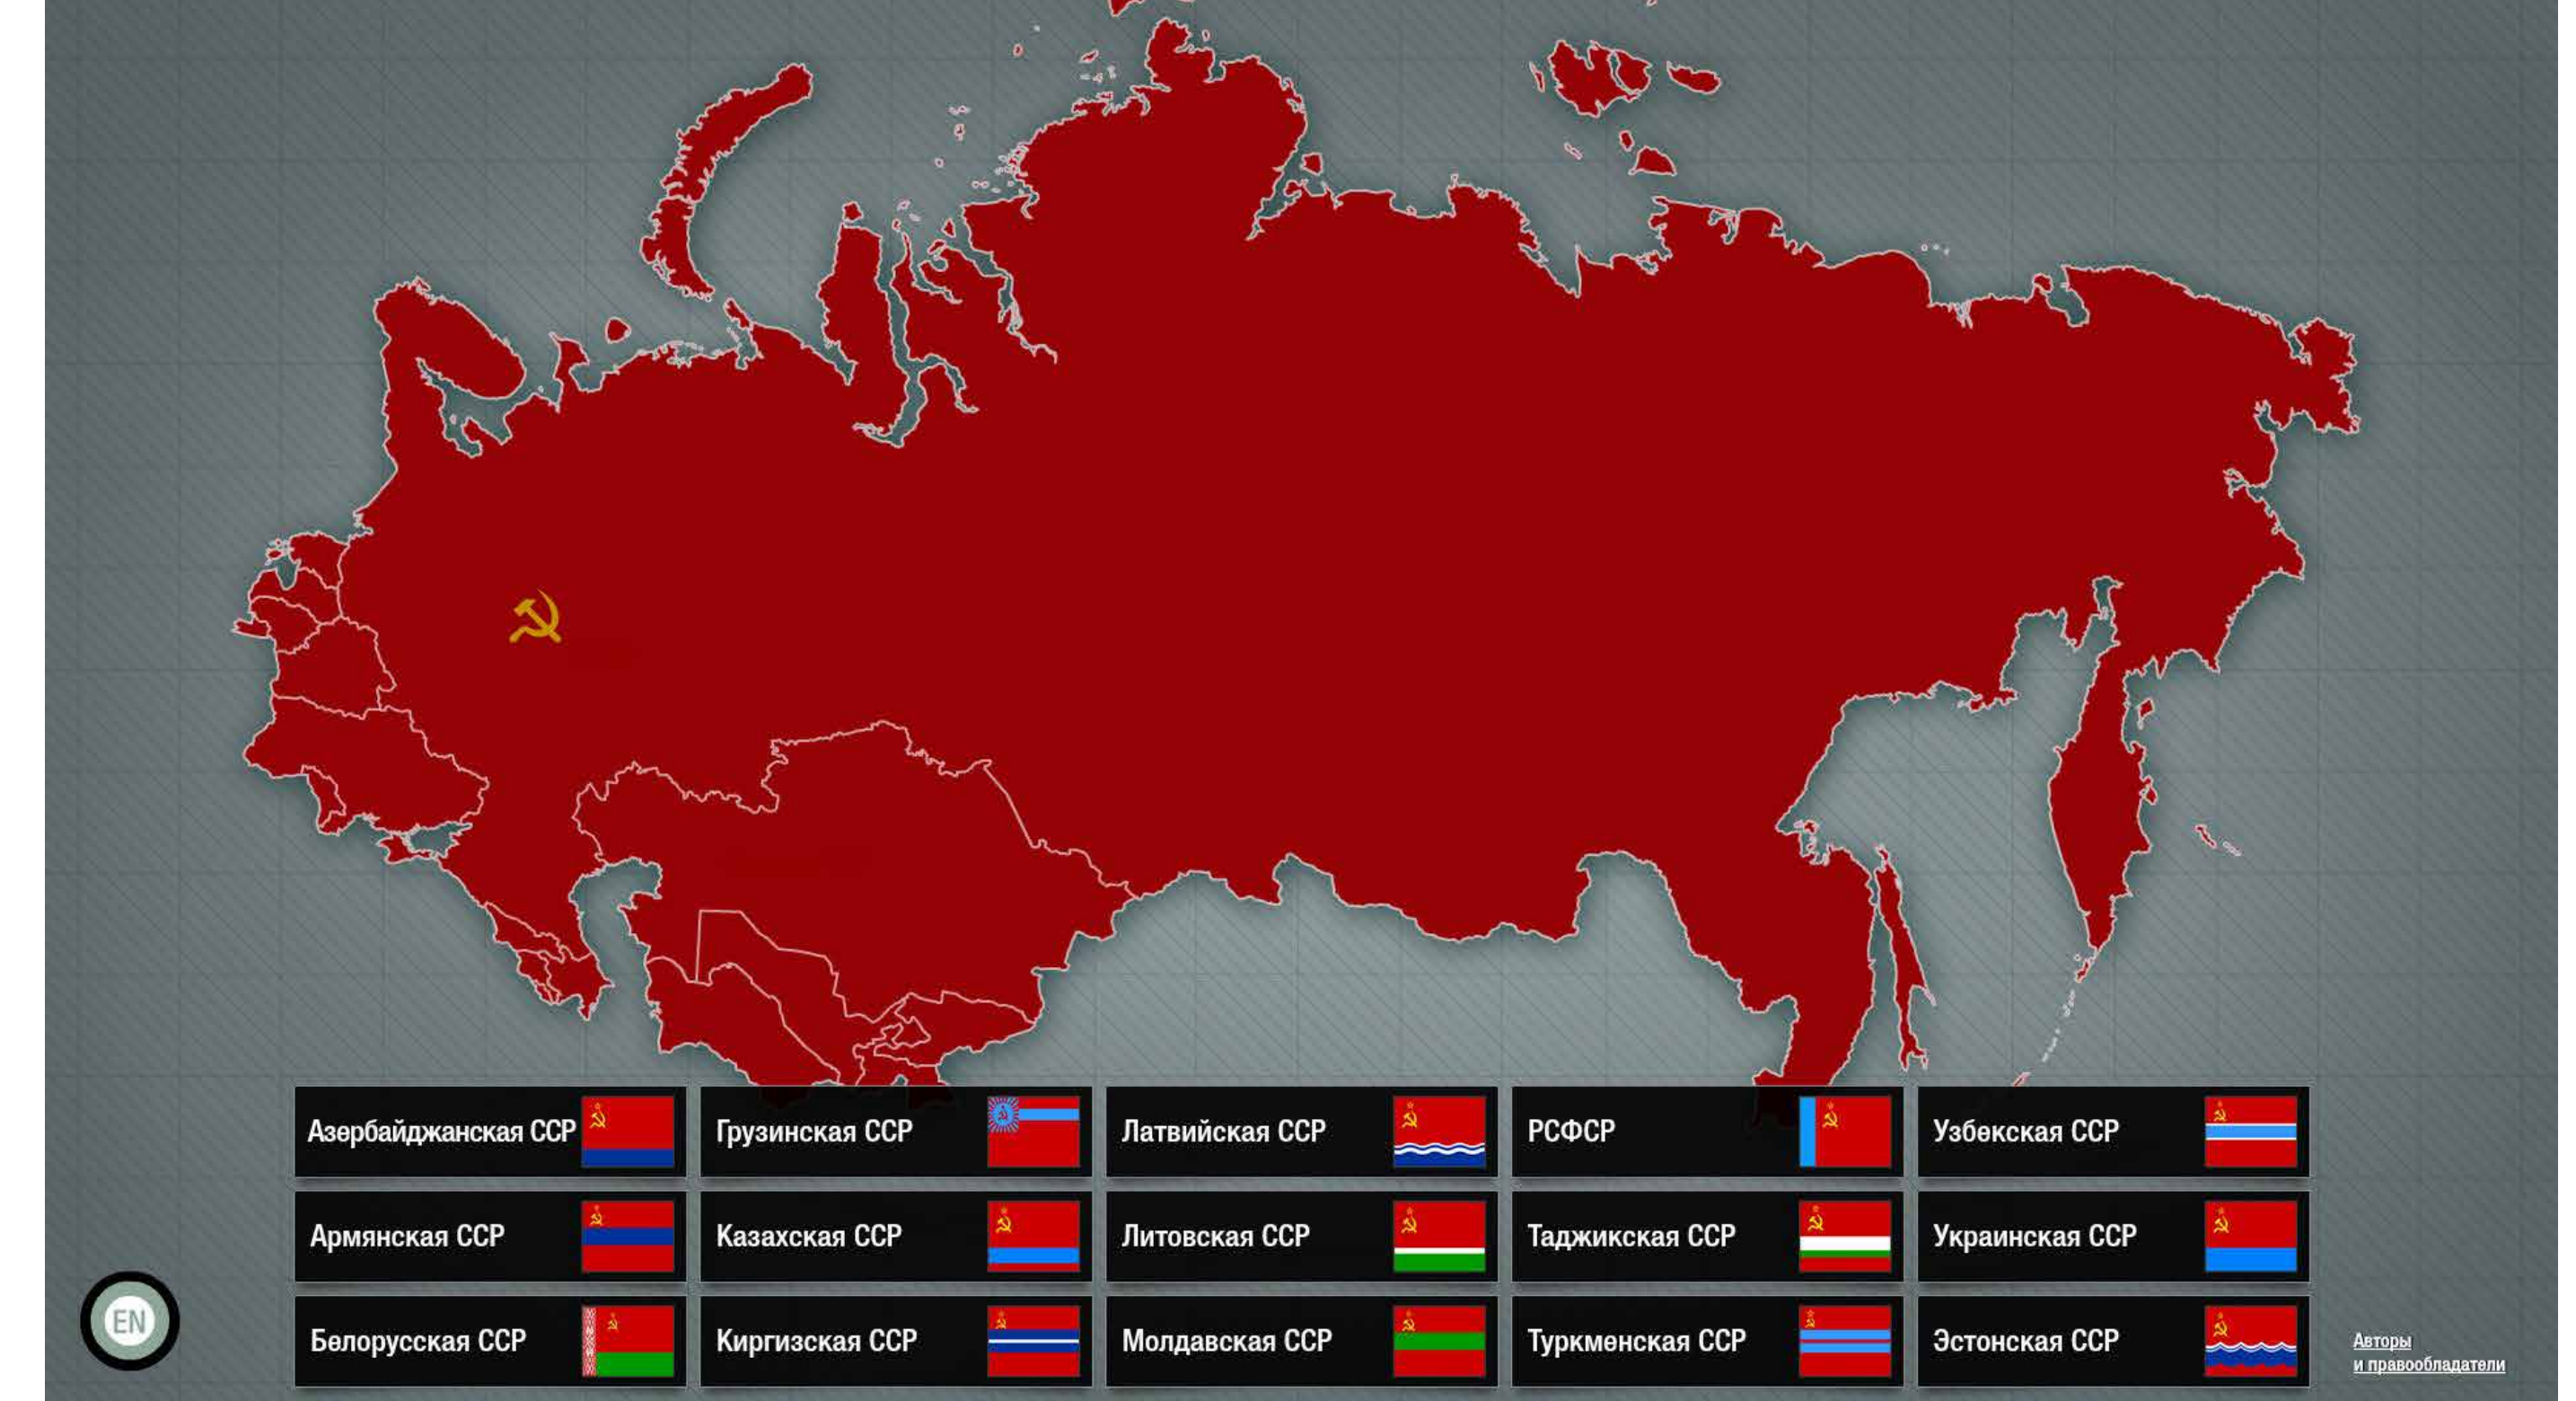 Азербайджанская ССР
Грузинская ССР
Латвийская ССР
РСФСР
Узбекская ССР
Армянская ССР
Казахская ССР
Литовская ССР
Таджикская ССР
Украинская ССР
Белорусская ССР
Киргизская ССР
Молдавская ССР
Туркменская ССР
Эстонская ССР
EN
Авторы
и правообладатели